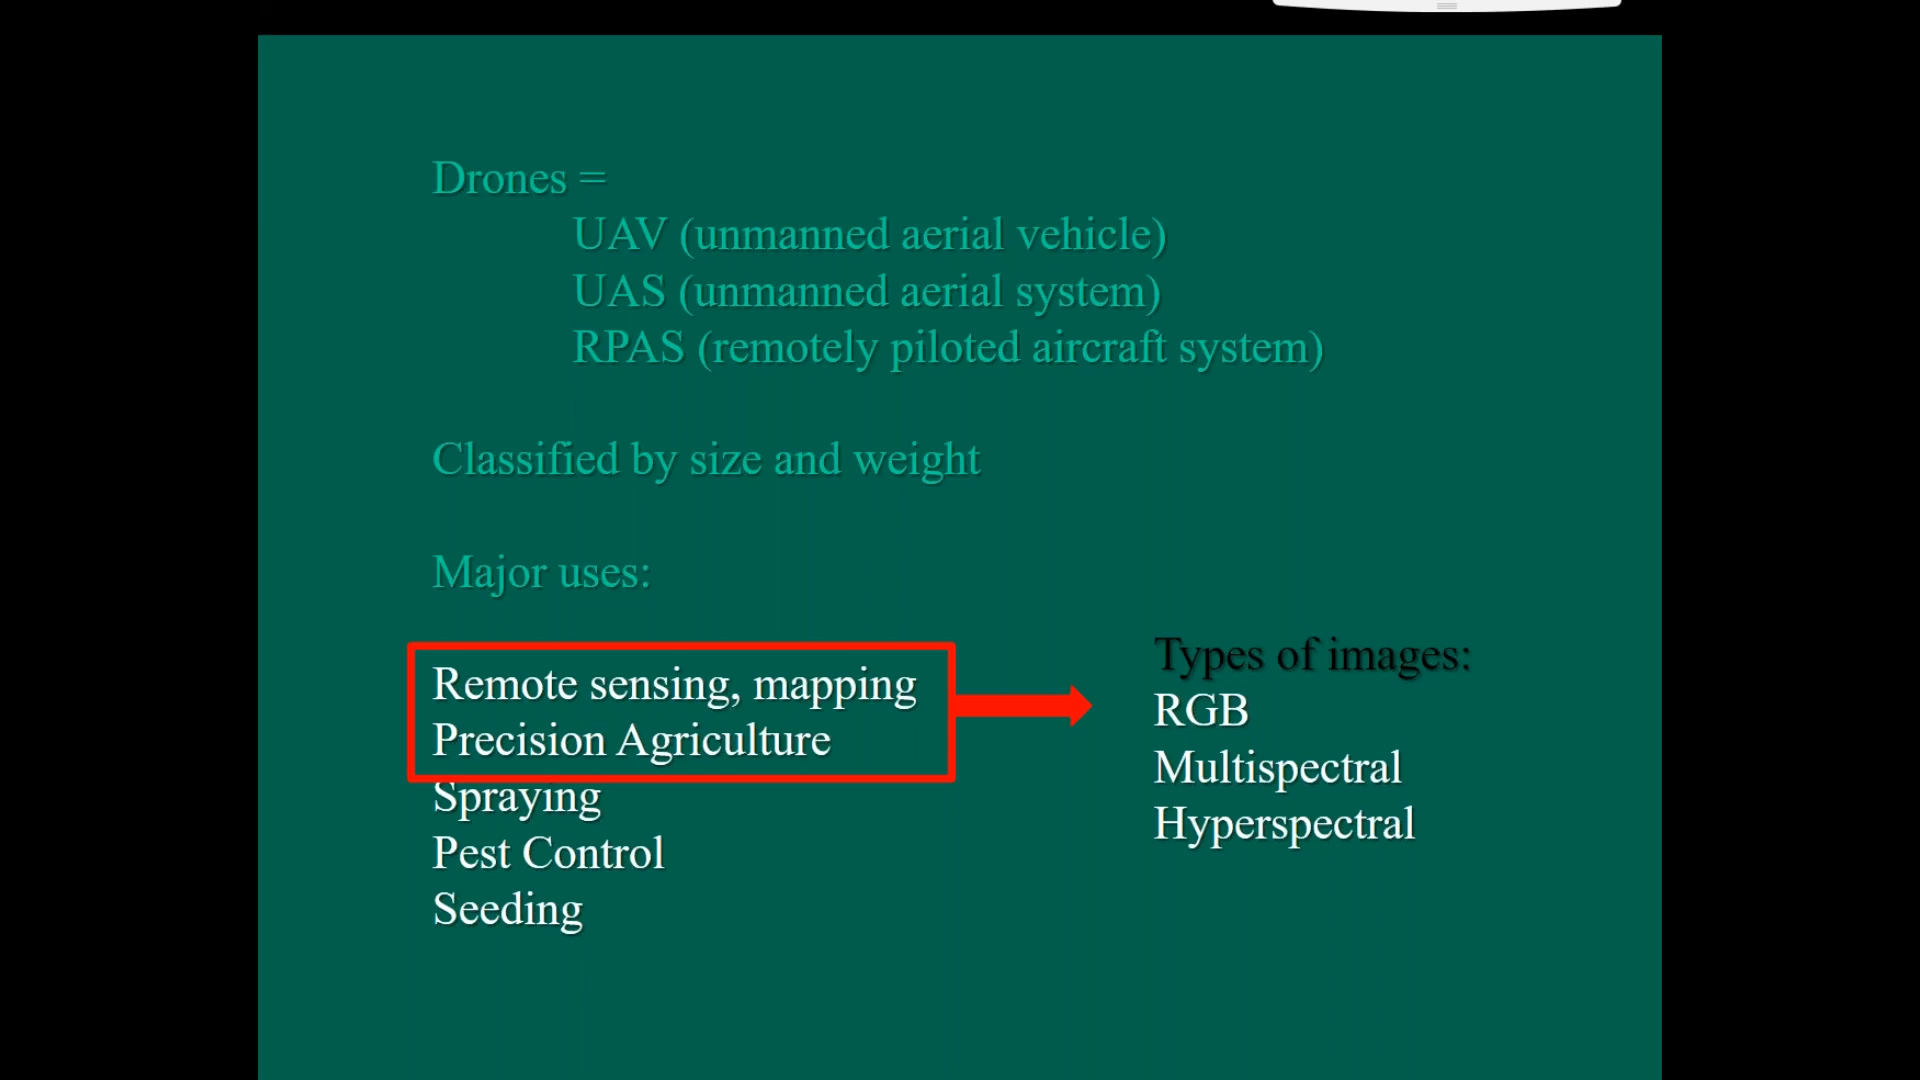 Drones =
UAV (unmanned aerial vehicle)
UAS (unmanned aerial system)
RPAS (remotely piloted aircraft system)
Classified by size and weight
Major uses:
Remote sensing, mapping
Precision Agriculture
Spraying
Pest Control
Seeding
Types of images:
RGB
Multispectral
Hyperspectral